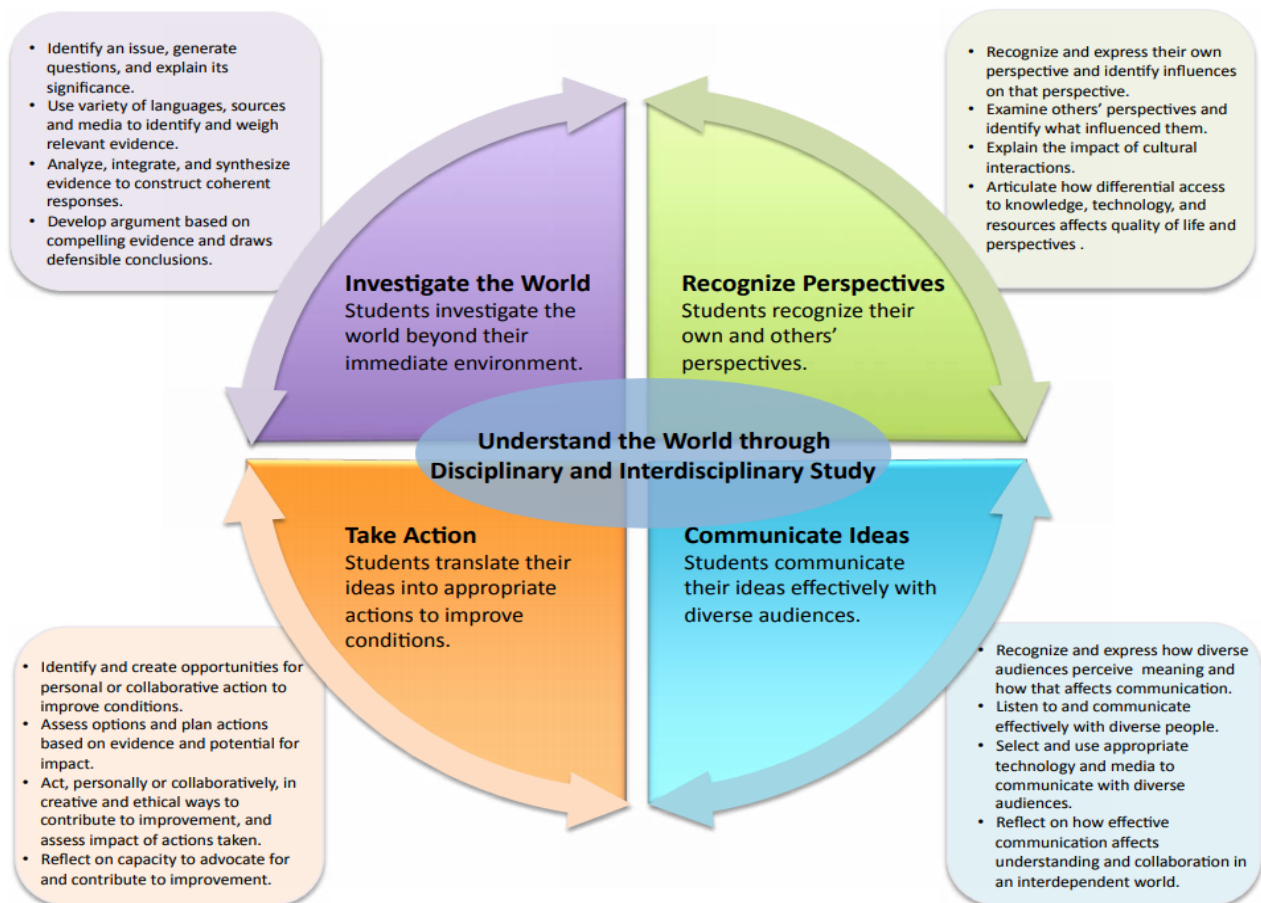 • Identify an issue, generate
questions, and explain its
significance.
• Use variety of languages, sources
and media to identify and weigh
relevant evidence.
• Analyze, integrate, and synthesize
evidence to construct coherent
responses.
• Develop argument based on
compelling evidence and draws
defensible conclusions.
• Recognize and express their own
perspective and identify influences
on that perspective.
• Examine others’ perspectives and
identify what influenced them.
• Explain the impact of cultural
interactions.
• Articulate how differential access
to knowledge, technology, and
resources affects quality of life and
perspectives .
Investigate the World
Students investigate the
world beyond their
immediate environment.
Recognize Perspectives
Students recognize their
own and others’
perspectives.
Understand the World through
Disciplinary and Interdisciplinary Study
Take Action
Students translate their
ideas into appropriate
actions to improve
conditions.
Communicate Ideas
Students communicate
their ideas effectively with
diverse audiences.
• Identify and create opportunities for
personal or collaborative action to
improve conditions.
• Assess options and plan actions
based on evidence and potential for
impact.
• Act, personally or collaboratively, in
creative and ethical ways to
contribute to improvement, and
assess impact of actions taken.
• Reflect on capacity to advocate for
and contribute to improvement.
• Recognize and express how diverse
audiences perceive meaning and
how that affects communication.
• Listen to and communicate
effectively with diverse people.
• Select and use appropriate
technology and media to
communicate with diverse
audiences.
• Reflect on how effective
communication affects
understanding and collaboration in
an interdependent world.